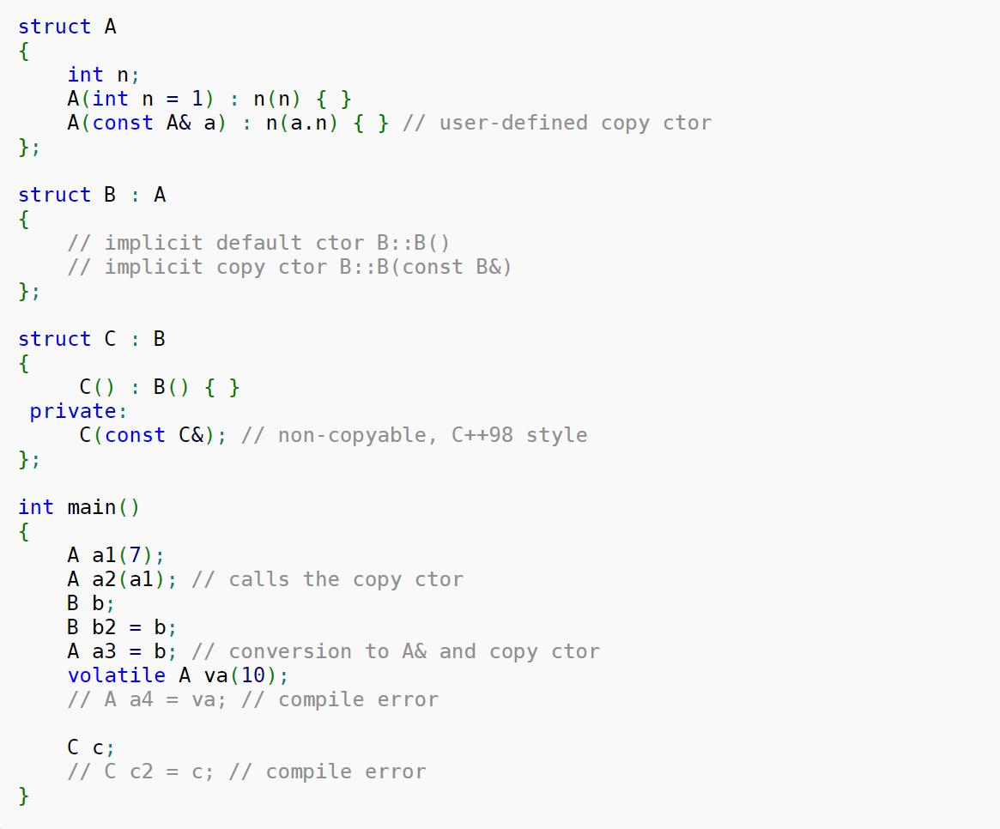 struct A
{
    int n;
    A(int n = 1) : n(n) { }
    A(const A& a) : n(a.n) { } // user-defined copy ctor
};

struct B : A
{
    // implicit default ctor B::B()
    // implicit copy ctor B::B(const B&)
};

struct C : B
{
     C() : B() { }
 private:
     C(const C&); // non-copyable, C++98 style
};

int main()
{
    A a1(7);
    A a2(a1); // calls the copy ctor
    B b;
    B b2 = b;
    A a3 = b; // conversion to A& and copy ctor
    volatile A va(10);
    // A a4 = va; // compile error

    C c;
    // C c2 = c; // compile error
}